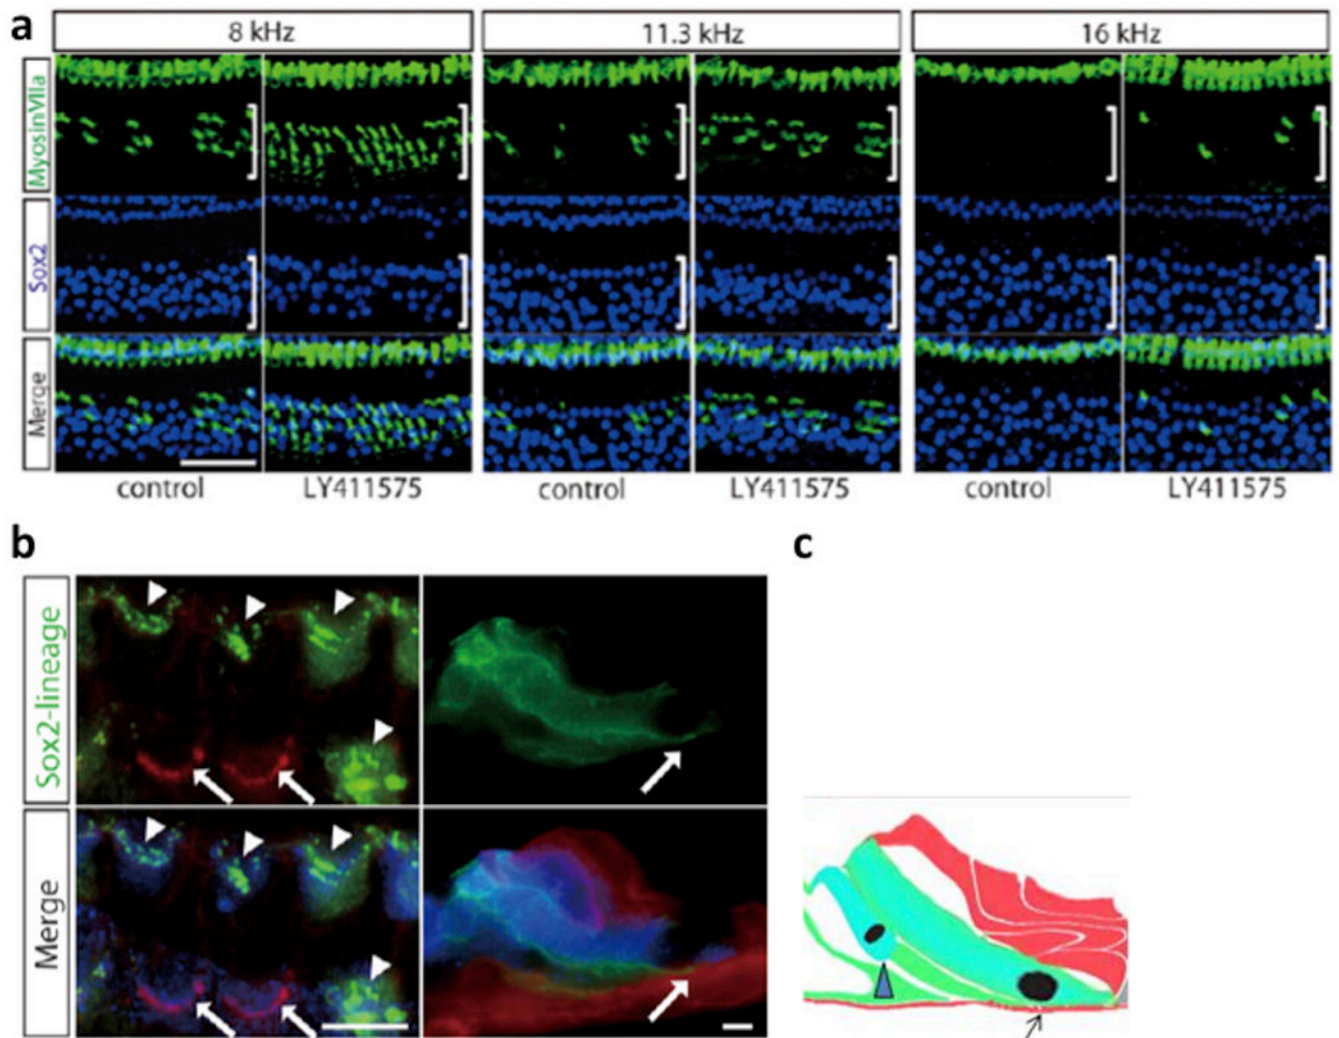 a
8 kHz
11.3 kHz
16 kHz
MyosinVIIa
Sox2
Merge
control
LY411575
control
LY411575
control
LY411575
b
c
Sox2-lineage
Merge